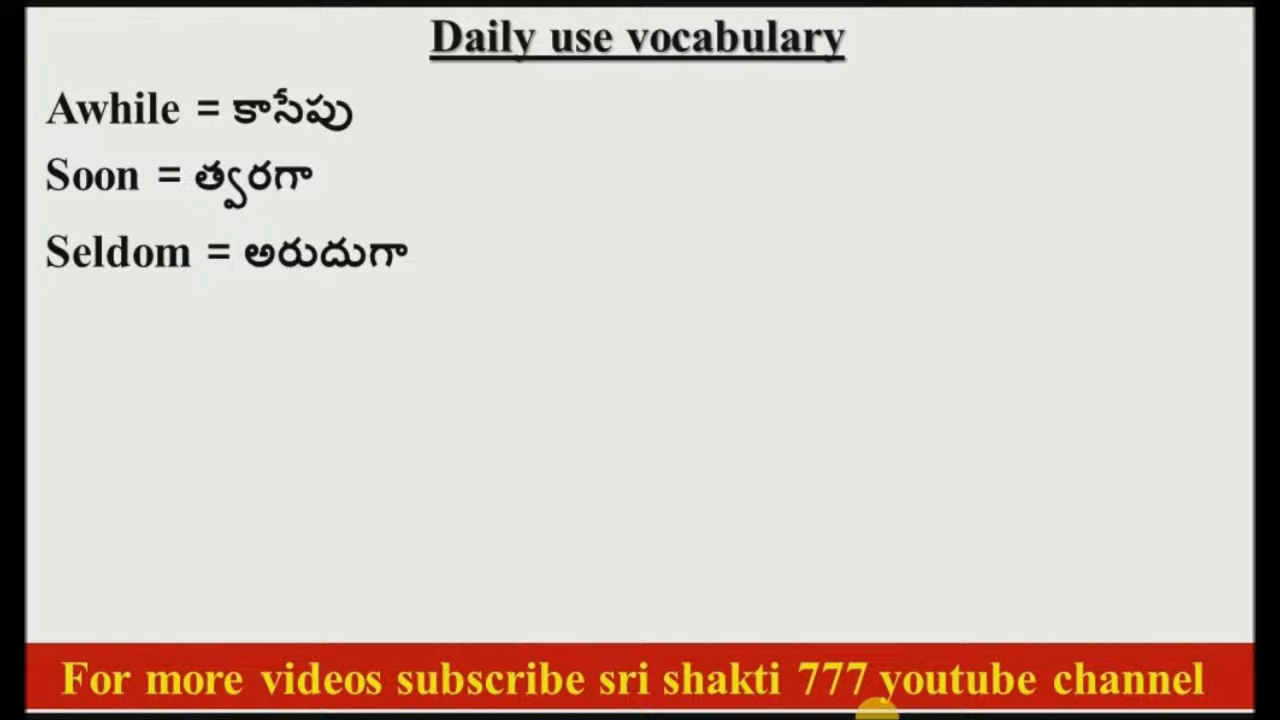 Daily use vocabulary
Awhile = కాసేపు
Soon = త్వరగా
Seldom = అరుదుగా
For more videos subscribe sri shakti 777 youtube channel